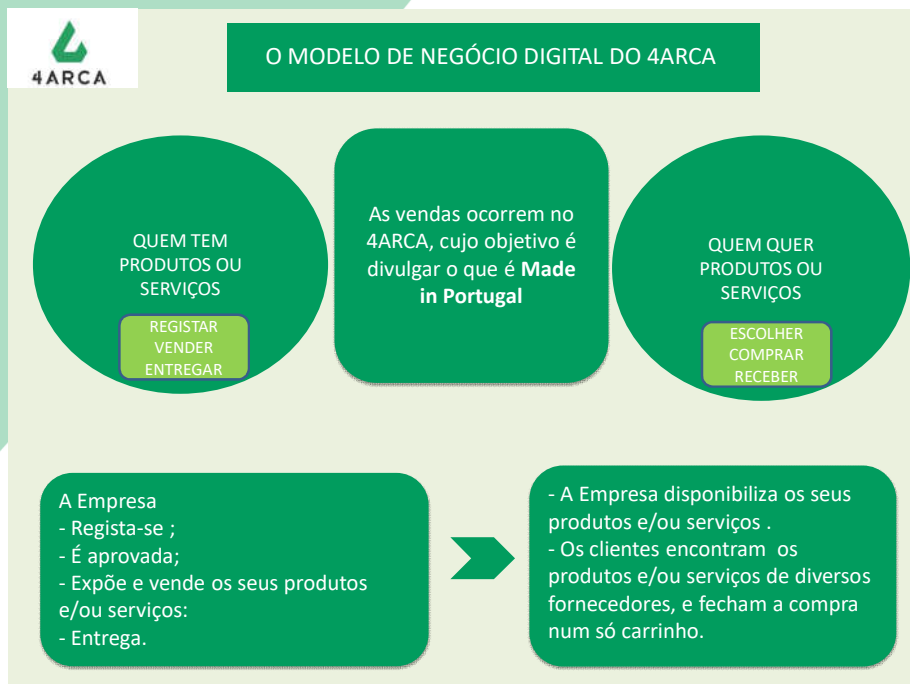 4ARCA
O MODELO DE NEGÓCIO DIGITAL DO 4ARCA
QUEM TEM
PRODUTOS OU
SERVIÇOS
REGISTAR
VENDER
ENTREGAR
As vendas ocorrem no
4ARCA, cujo objetivo é
divulgar o que é Made
in Portugal
QUEM QUER
PRODUTOS OU
SERVIÇOS
ESCOLHER
COMPRAR
RECEBER
A Empresa
- Regista-se ;
- É aprovada;
- Expõe e vende os seus produtos
e/ou serviços:
- Entrega.
- A Empresa disponibiliza os seus
produtos e/ou serviços .
- Os clientes encontram os
produtos e/ou serviços de diversos
fornecedores, e fecham a compra
num só carrinho.